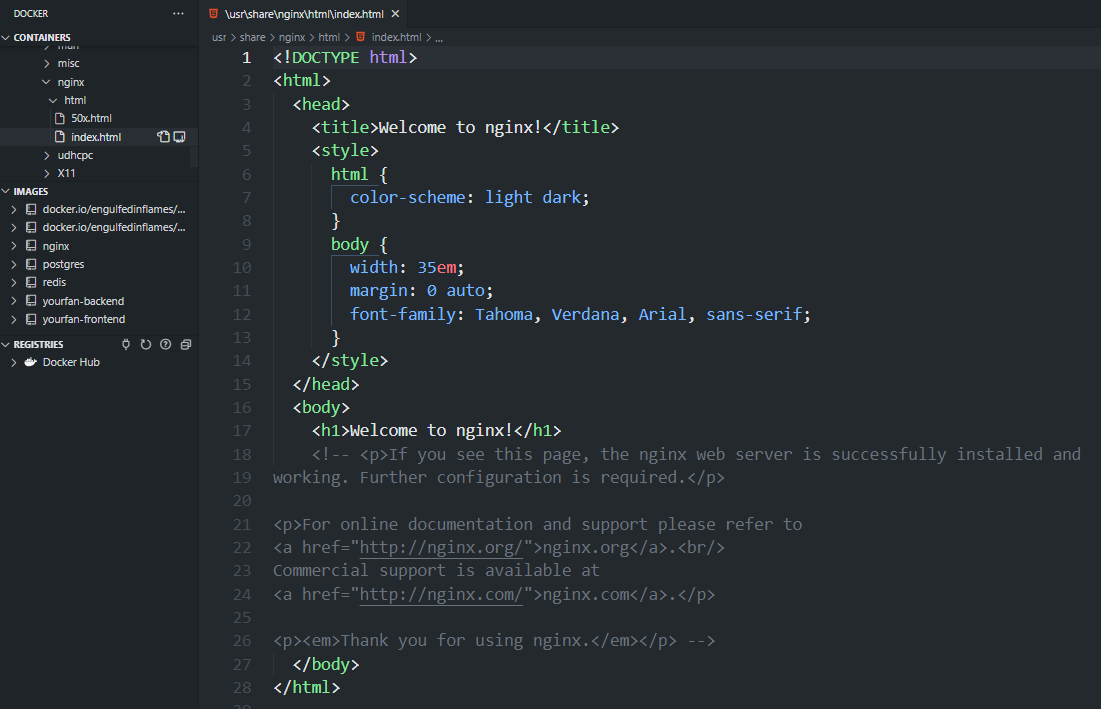 DOCKER
CONTAINERS
man
misc
nginx
html
50x.html
index.html
udhcpc
X11
IMAGES
docker.io/engulfedinflames/...
docker.io/engulfedinflames/...
nginx
postgres
redis
yourfan-backend
yourfan-frontend
REGISTRIES
Docker Hub
\usr\share\nginx\html\index.html
usr > share > nginx > html > index.html > ...
1 <!DOCTYPE html>
2 <html>
3 <head>
4 <title>Welcome to nginx!</title>
5 <style>
6 html {
7 color-scheme: light dark;
8 }
9 body {
10 width: 35em;
11 margin: 0 auto;
12 font-family: Tahoma, Verdana, Arial, sans-serif;
13 }
14 </style>
15 </head>
16 <body>
17 <h1>Welcome to nginx!</h1>
18 <!-- <p>If you see this page, the nginx web server is successfully installed and
19 working. Further configuration is required.</p>
20
21 <p>For online documentation and support please refer to
22 <a href="http://nginx.org/">nginx.org</a>.<br/>
23 Commercial support is available at
24 <a href="http://nginx.com/">nginx.com</a>.</p>
25
26 <p><em>Thank you for using nginx.</em></p> -->
27 </body>
28 </html>